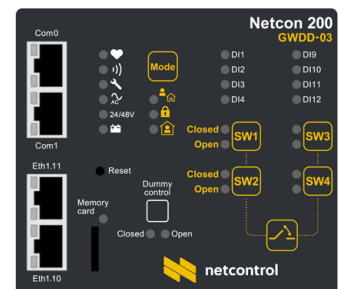 Netcon 200
GWDD-03
Com0
Com1
Mode
AC
24/48V
DI1
DI2
DI3
DI4
DI9
DI10
DI11
DI12
Closed
Open
SW1
SW3
Closed
Open
SW2
SW4
Eth1.11
Eth1.10
Reset
Memory
card
Dummy
control
Closed
Open
netcontrol